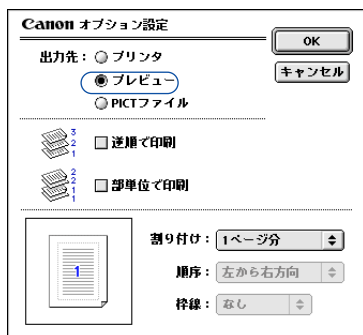 Canon オプション設定
OK
キャンセル
出力先： プリンタ
プレビュー
PICTファイル
3
2
1
逆順で印刷
2
2
1
1
部単位で印刷
1
割り付け： 1ページ分
順序： 左から右方向
枠線： なし